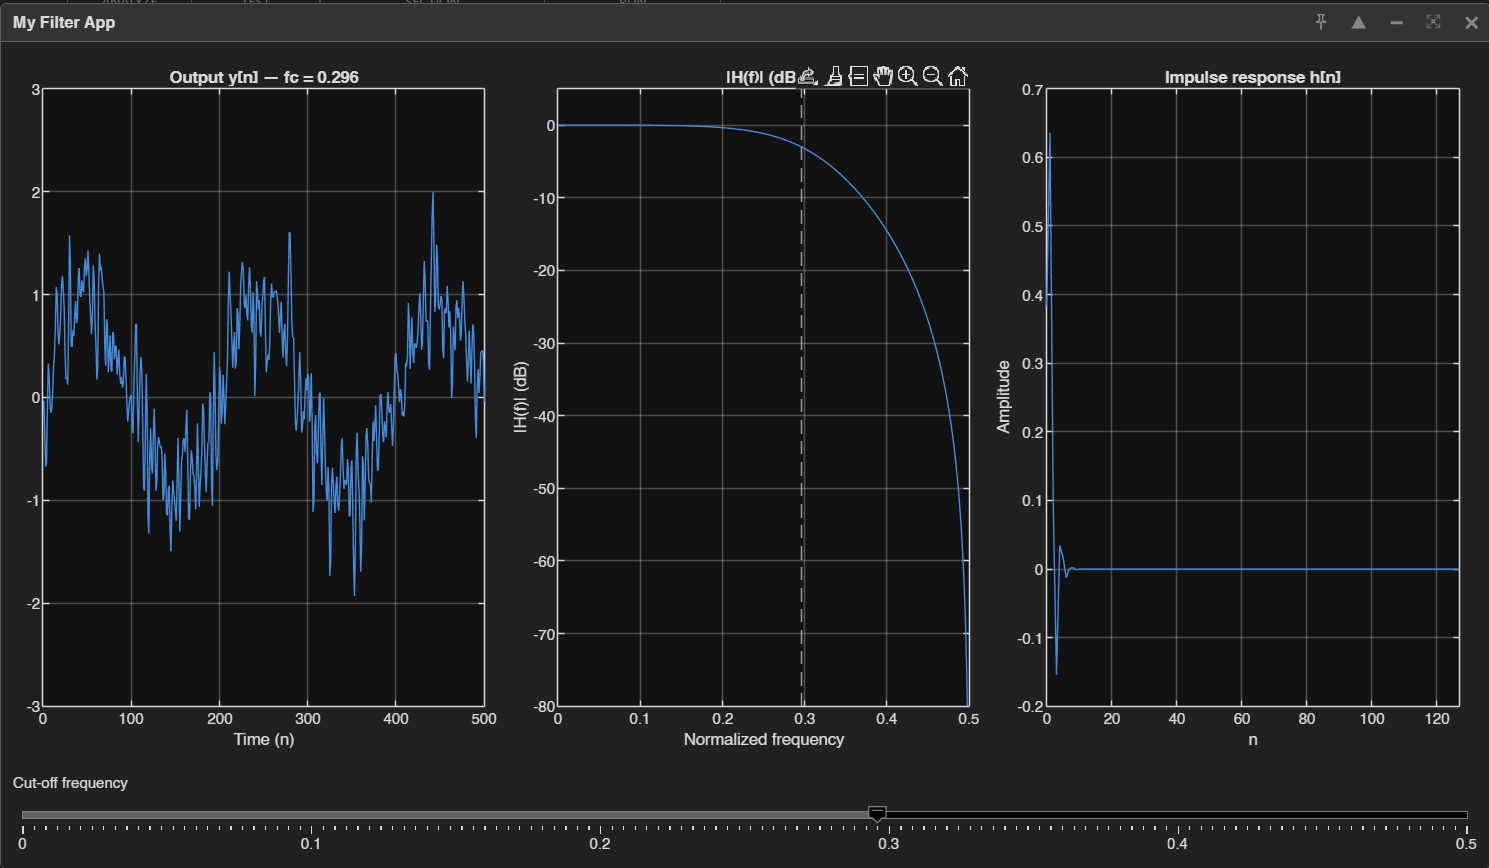 My Filter App
Output y[n] — fc = 0.296
3
2
1
0
-1
-2
-3
0 100 200 300 400 500
Time (n)
|H(f)| (dB
0
-10
-20
-30
-40
-50
-60
-70
-80
|H(f)| (dB)
0 0.1 0.2 0.3 0.4 0.5
Normalized frequency
Impulse response h[n]
0.7
0.6
0.5
0.4
0.3
0.2
0.1
0
-0.1
-0.2
Amplitude
0 20 40 60 80 100 120
n
Cut-off frequency
0 0.1 0.2 0.3 0.4 0.5